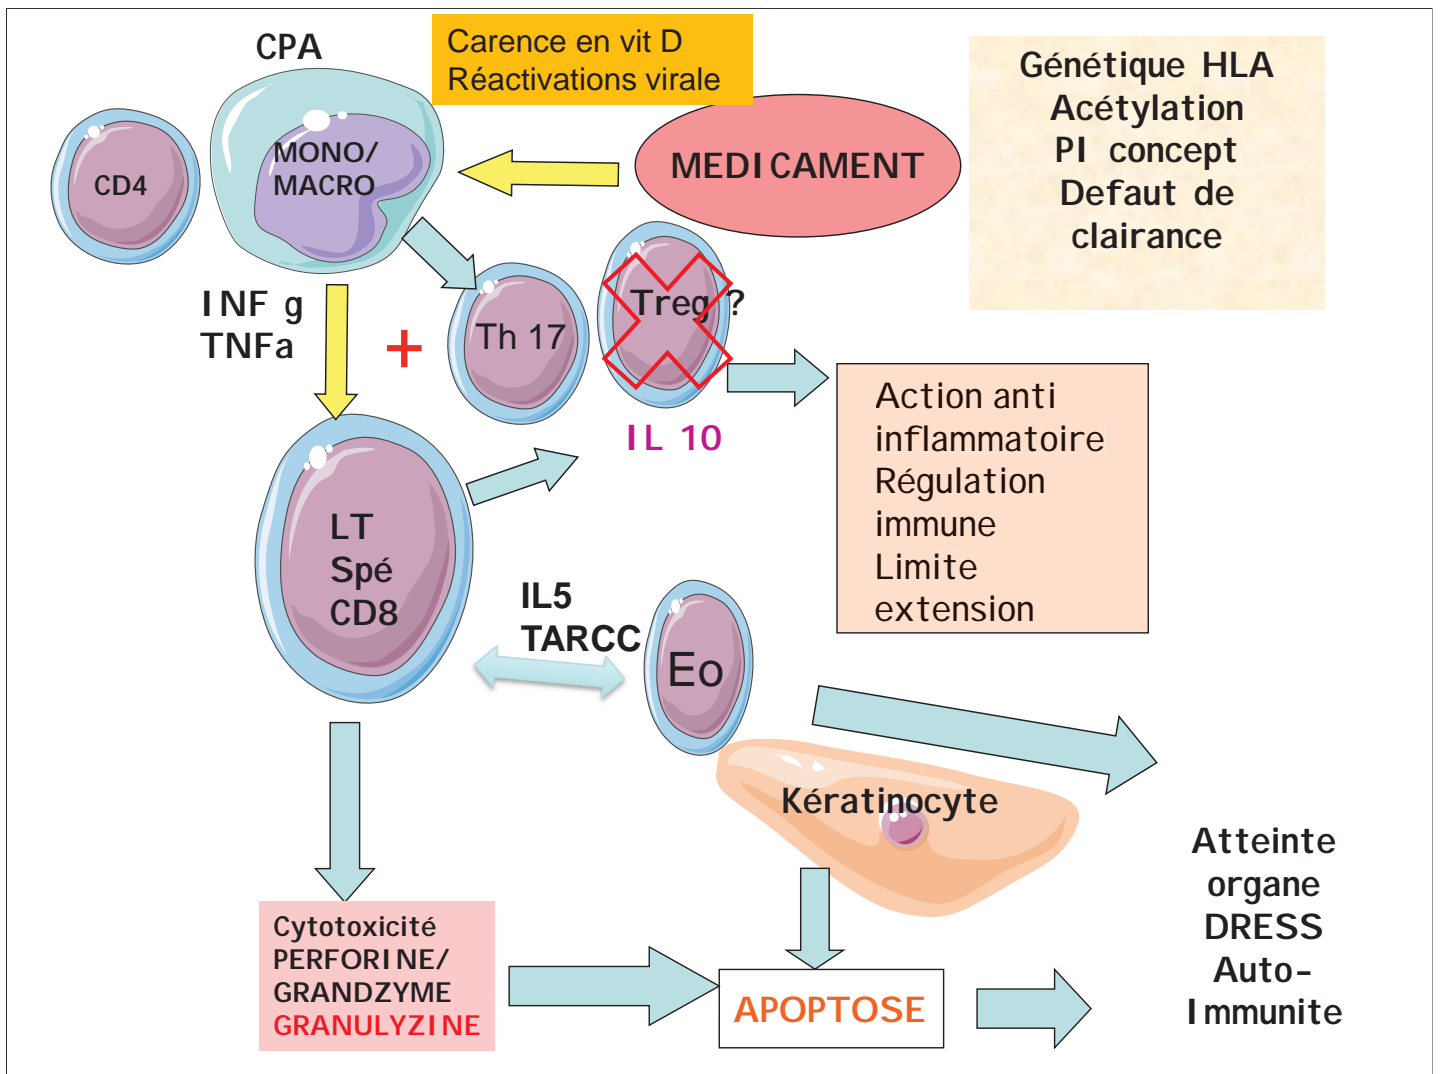 CPA
Carence en vit D
Réactivations virale
Génétique HLA
Acétylation
PI concept
Defaut de
clairance
CD4
MONO/
MACRO
MEDICAMENT
INF g
TNFa
+
Th 17
Treg ?
IL 10
Action anti
inflammatoire
Régulation
immune
Limite
extension
LT
Spé
CD8
IL5
TARCC
Eo
Kératinocyte
Cytotoxicité
PERFORINE/
GRANDZYME
GRANULYZINE
APOPTOSE
Atteinte
organe
DRESS
Auto-
Immunite